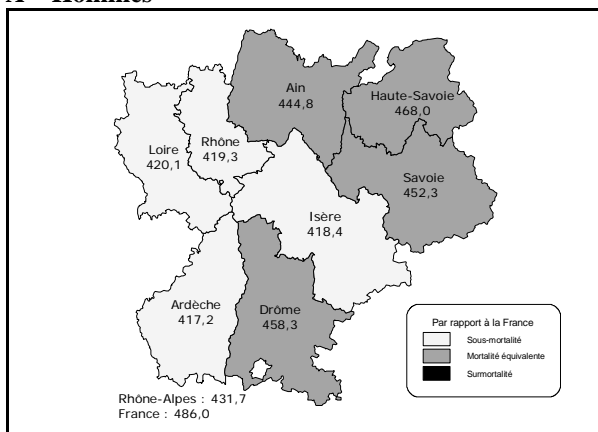 A – Hommes
Ain
444,8
Haute-Savoie
468,0
Rhône
419,3
Loire
420,1
Savoie
452,3
Isère
418,4
Ardèche
417,2
Drôme
458,3
Par rapport à la France
Sous-mortalité
Mortalité équivalente
Surmortalité
Rhône-Alpes : 431,7
France : 486,0